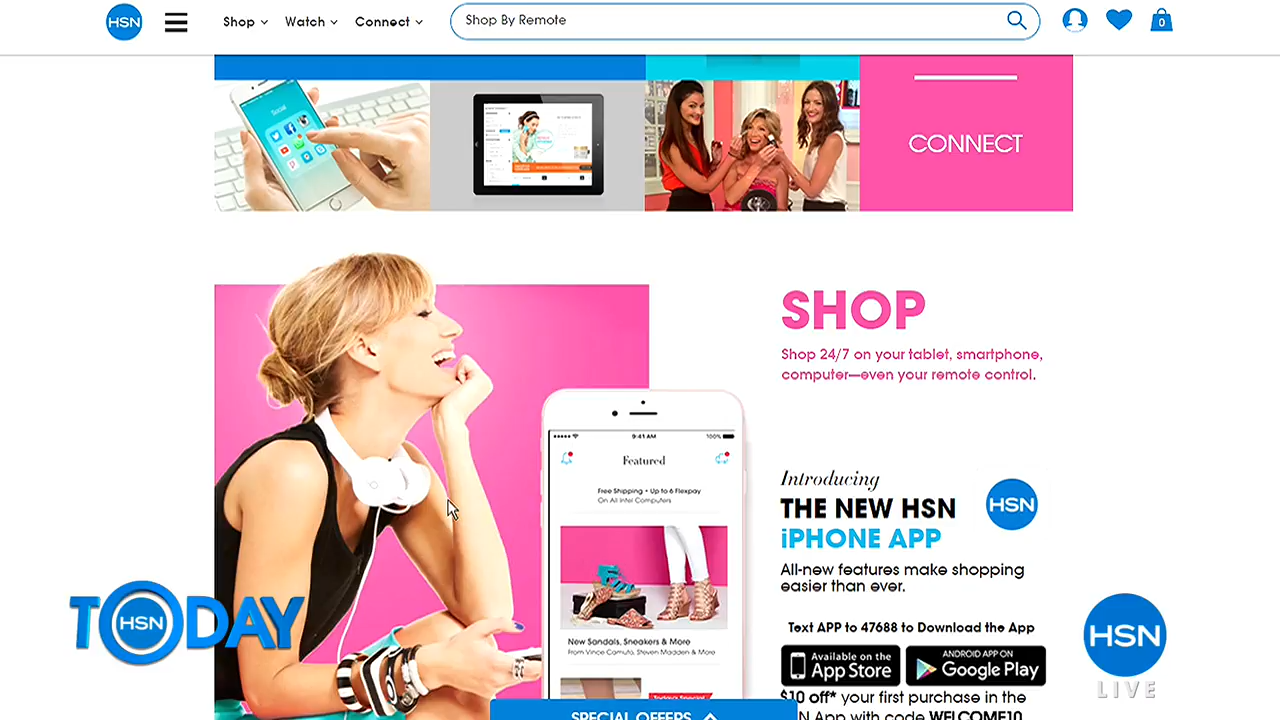 HSN
Shop
Watch
Connect
Shop By Remote
0
Social
CONNECT
SHOP
Shop 24/7 on your tablet, smartphone,
computer—even your remote control.
9:41 AM
100%
Featured
Free Shipping + Up to 6 Flexpay
On All Intel Computers
New Sandals, Sneakers & More
From Vince Camuto, Steven Madden & More
Today's Special
Introducing
THE NEW HSN
iPHONE APP
HSN
All-new features make shopping
easier than ever.
Text APP to 47688 to Download the App
Available on the
App Store
ANDROID APP ON
Google Play
$10 off* your first purchase in the
App with code WELCOME10
SPECIAL OFFERS
TODAY
HSN
HSN
LIVE